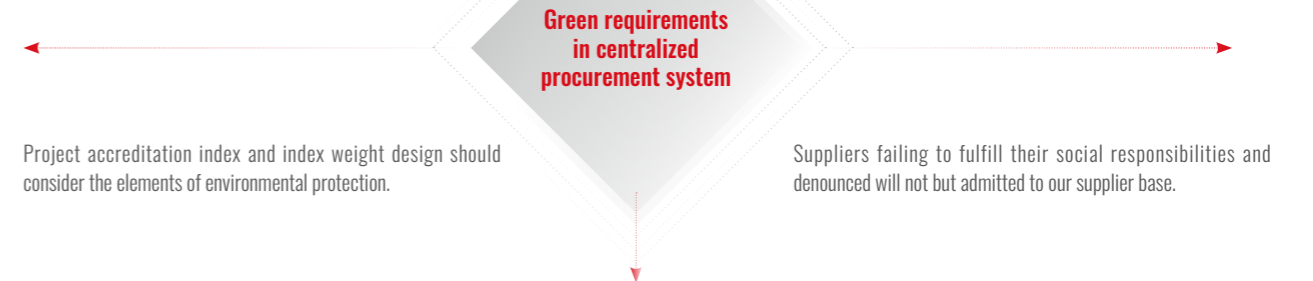 Green requirements
in centralized
procurement system
Project accreditation index and index weight design should
consider the elements of environmental protection.
Suppliers failing to fulfill their social responsibilities and
denounced will not but admitted to our supplier base.